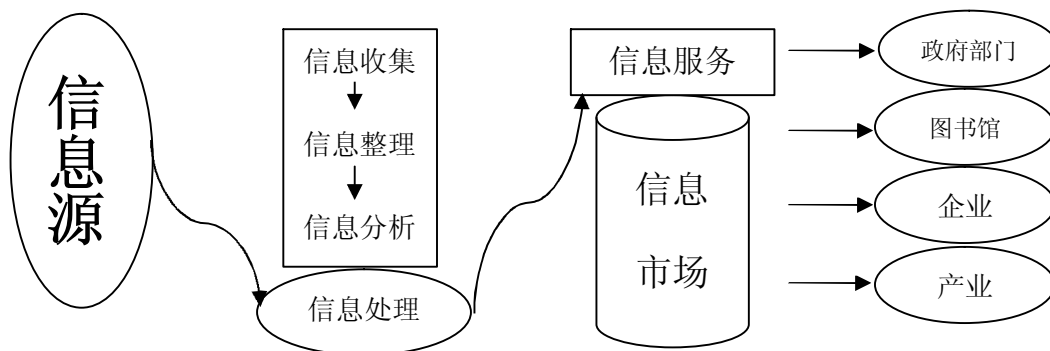 信息源
信息收集
信息整理
信息分析
信息处理
信息服务
信息
市场
政府部门
图书馆
企业
产业